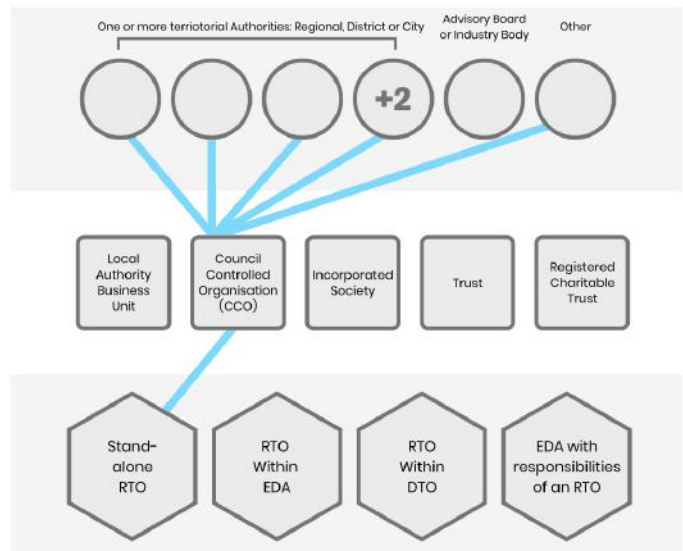 One or more terriotorial Authorities: Regional, District or City
Advisory Board
or Industry Body
Other
+2
Local
Authority
Business
Unit
Council
Controlled
Organisation
(CCO)
Incorporated
Society
Trust
Registered
Charitable
Trust
Stand-
alone
RTO
RTO
Within
EDA
RTO
Within
DTO
EDA with
responsibilities
of an RTO